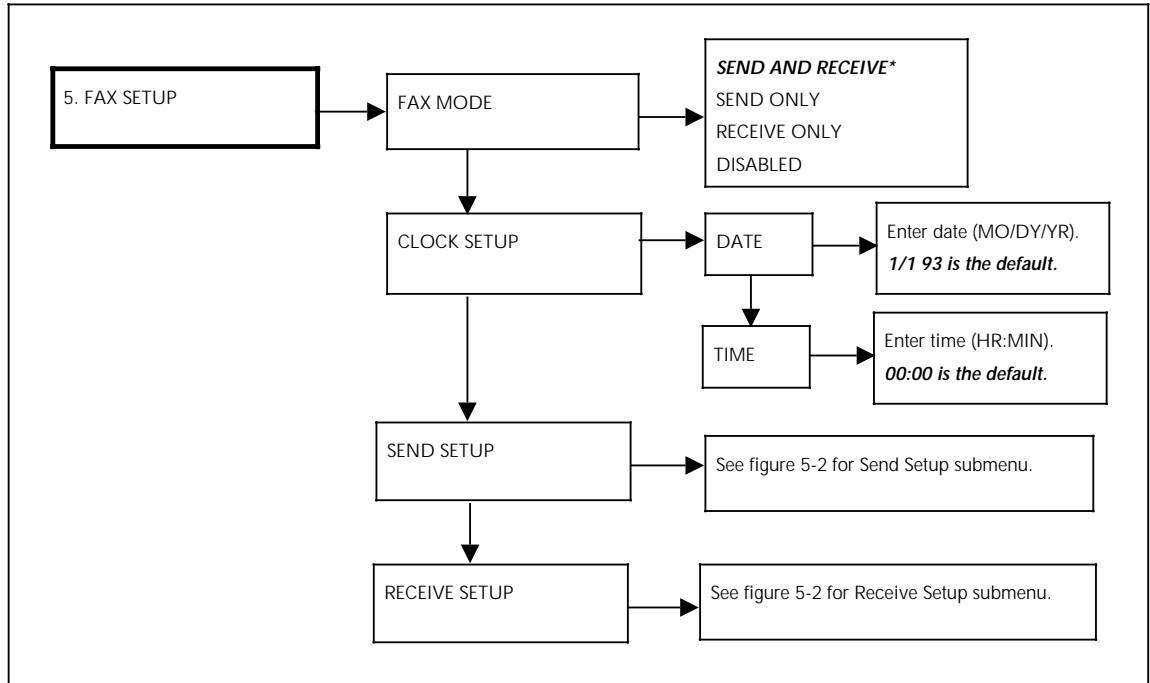 5. FAX SETUP
FAX MODE
SEND AND RECEIVE*
SEND ONLY
RECEIVE ONLY
DISABLED
CLOCK SETUP
DATE
Enter date (MO/DY/YR).
1/1 93 is the default.
TIME
Enter time (HR:MIN).
00:00 is the default.
SEND SETUP
See figure 5-2 for Send Setup submenu.
RECEIVE SETUP
See figure 5-2 for Receive Setup submenu.